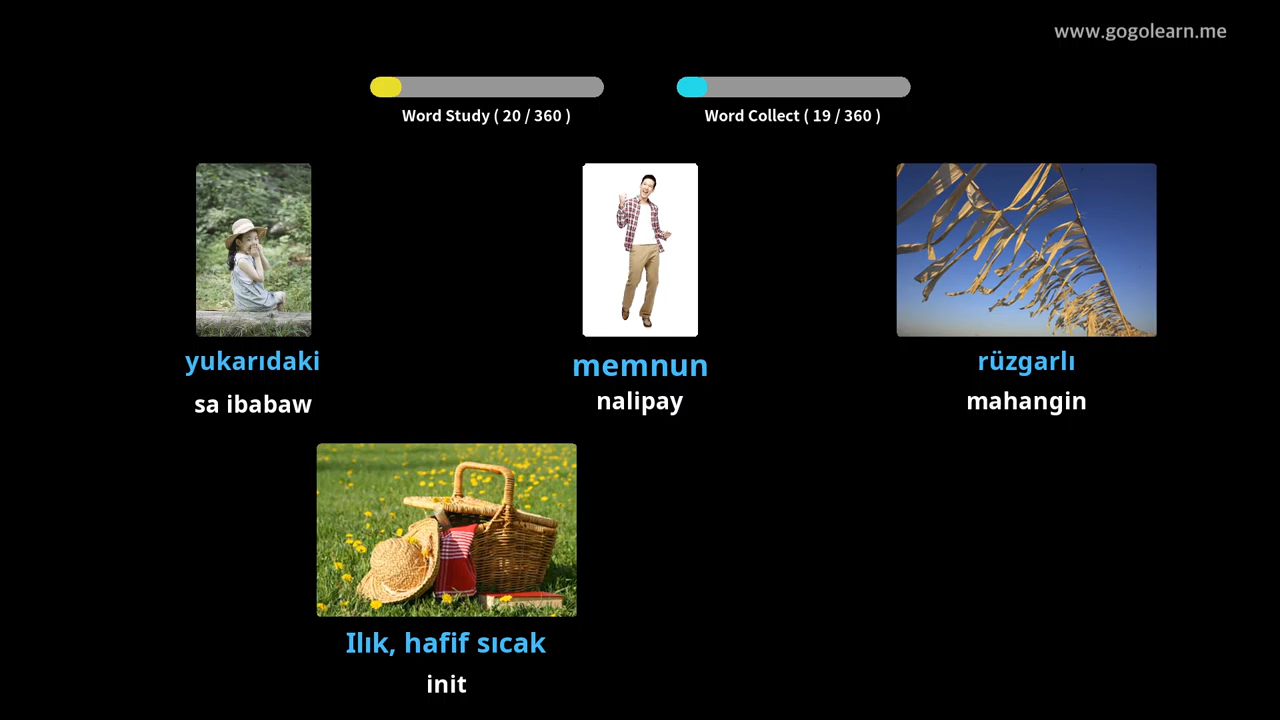 www.gogolearn.me
Word Study ( 20 / 360 )
Word Collect ( 19 / 360 )
yukarıdaki
sa ibabaw
memnun
nalipay
rüzgarlı
mahangin
Ilık, hafif sıcak
init